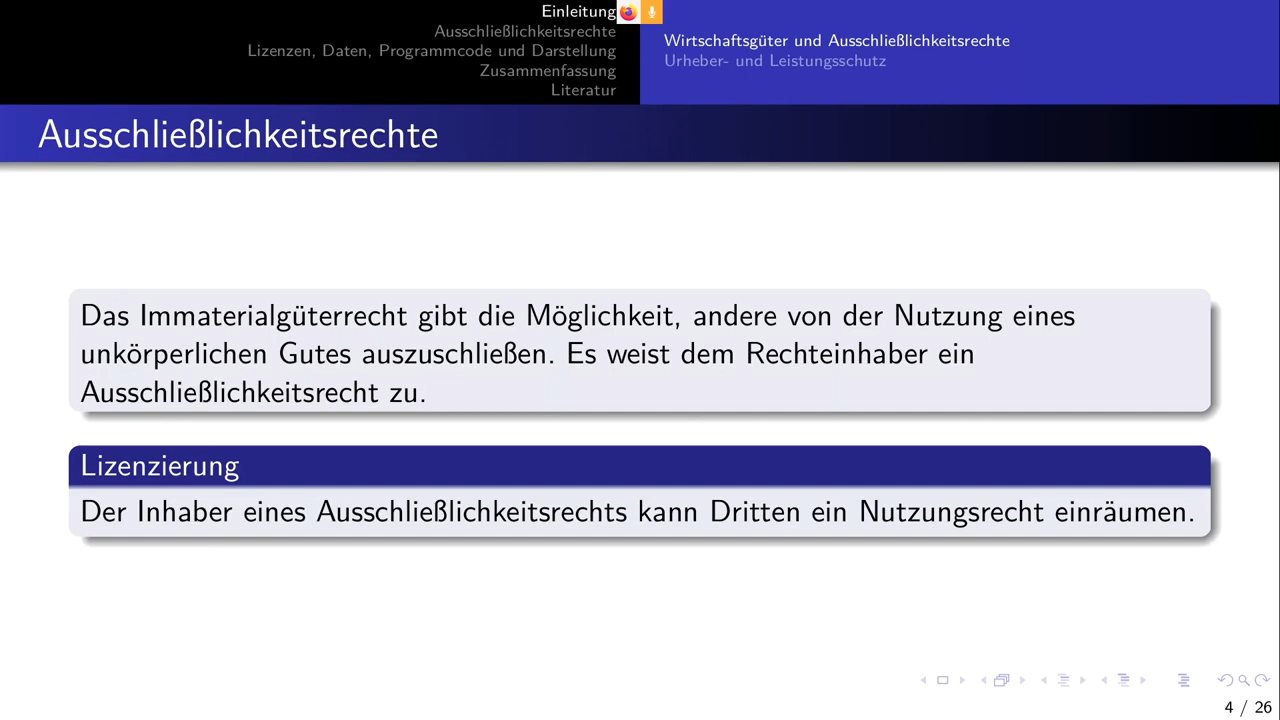 Einleitung
Ausschließlichkeitsrechte
Lizenzen, Daten, Programmcode und Darstellung
Zusammenfassung
Literatur
Wirtschaftsgüter und Ausschließlichkeitsrechte
Urheber- und Leistungsschutz
Ausschließlichkeitsrechte
Das Immaterialgüterrecht gibt die Möglichkeit, andere von der Nutzung eines
unkörperlichen Gutes auszuschließen. Es weist dem Rechteinhaber ein
Ausschließlichkeitsrecht zu.
Lizenzierung
Der Inhaber eines Ausschließlichkeitsrechts kann Dritten ein Nutzungsrecht einräumen.
4 / 26